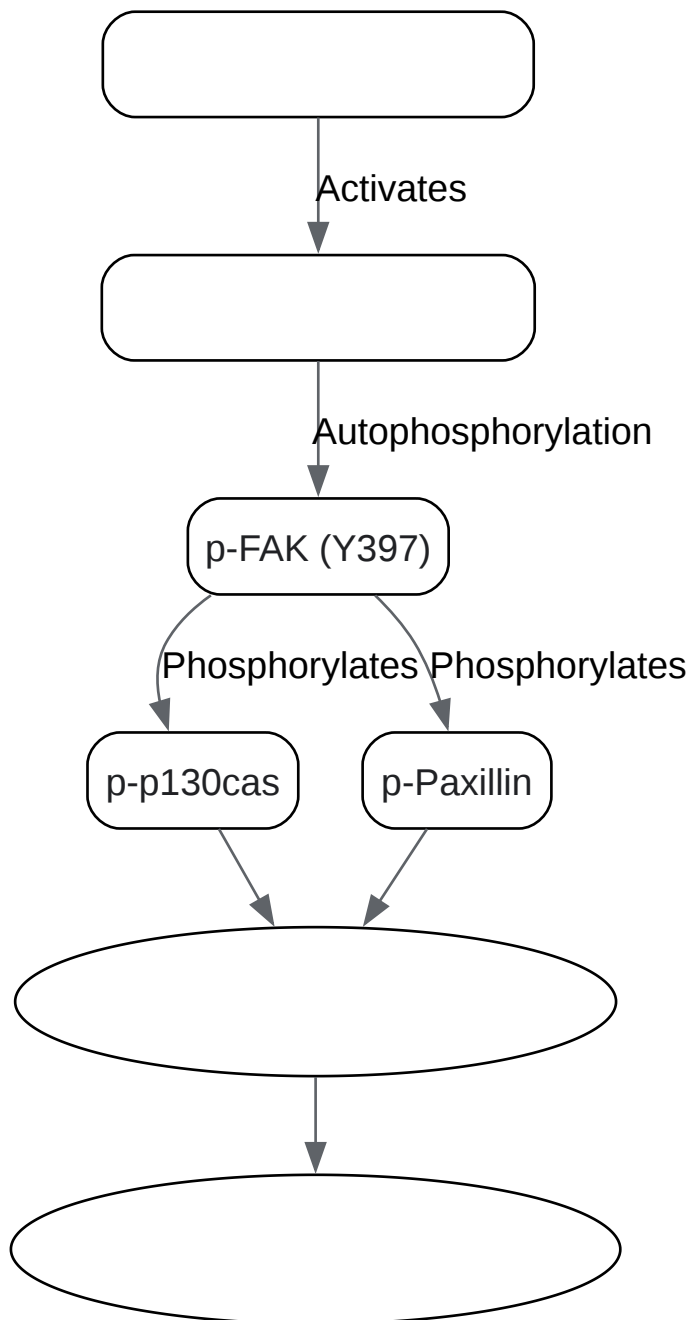 Activates
Autophosphorylation
p-FAK (Y397)
Phosphorylates
Phosphorylates
p-p130cas
p-Paxillin